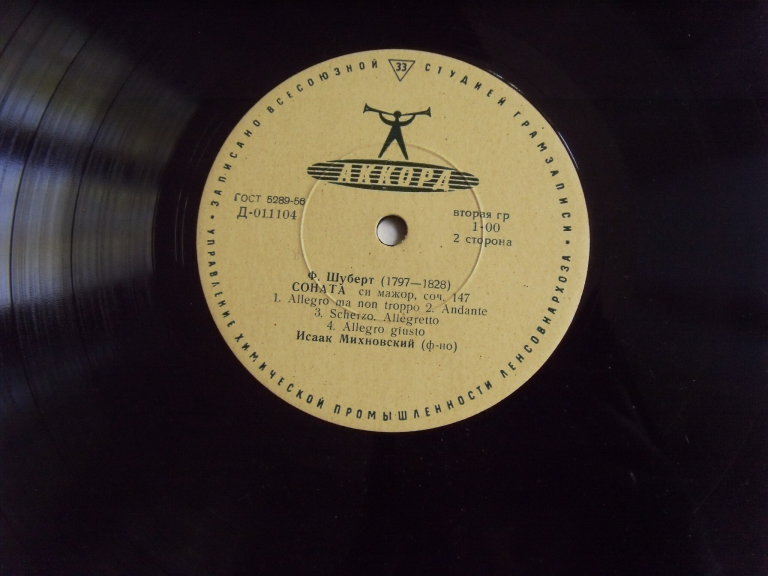 • ЗАПИСАНО ВСЕСОЮЗНОЙ 33 СТУДИЕЙ ГРАМЗАПИСИ •
УПРАВЛЕНИЕ ХИМИЧЕСКОЙ ПРОМЫШЛЕННОСТИ ЛЕНСОВНАРХОЗА
АККОРД
ГОСТ 5289-56
Д-011104
вторая гр
1-00
2 сторона
Ф. Шуберт (1797—1828)
СОНАТА си мажор, соч. 147
1. Allegro ma non troppo 2. Andante
3. Scherzo. Allegretto
4. Allegro giusto
Исаак Михновский (ф-но)